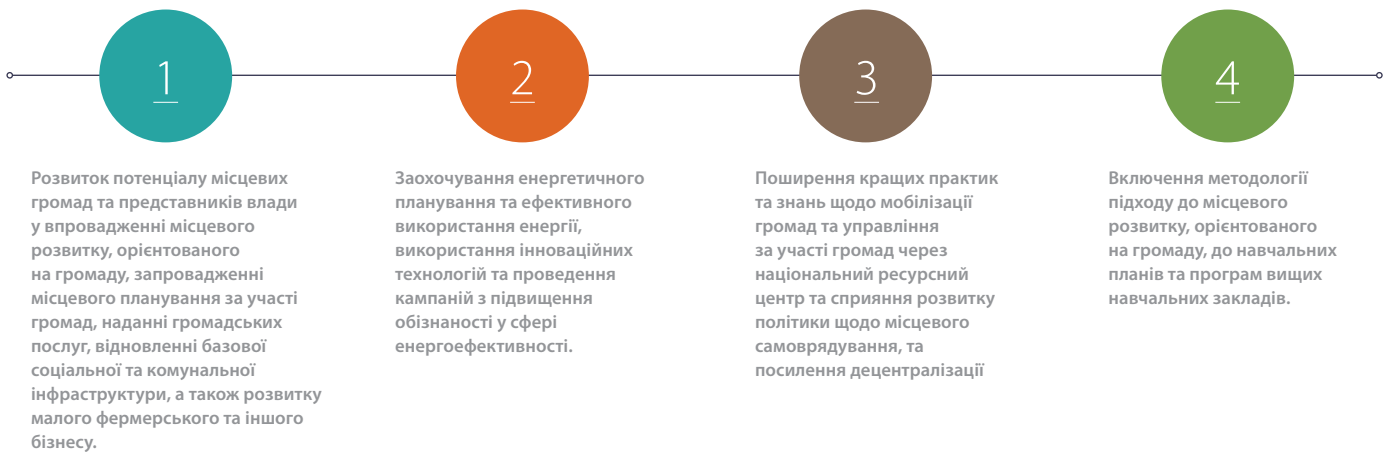 1
Розвиток потенціалу місцевих
громад та представників влади
у впровадженні місцевого
розвитку, орієнтованого
на громаду, запровадженні
місцевого планування за участі
громад, наданні громадських
послуг, відновленні базової
соціальної та комунальної
інфраструктури, а також розвитку
малого фермерського та іншого
бізнесу.
2
Заохочування енергетичного
планування та ефективного
використання енергії,
використання інноваційних
технологій та проведення
кампаній з підвищення
обізнаності у сфері
енергоефективності.
3
Поширення кращих практик
та знань щодо мобілізації
громад та управління
за участі громад через
національний ресурсний
центр та сприяння розвитку
політики щодо місцевого
самоврядування, та
посилення децентралізації
4
Включення методології
підходу до місцевого
розвитку, орієнтованого
на громаду, до навчальних
планів та програм вищих
навчальних закладів.